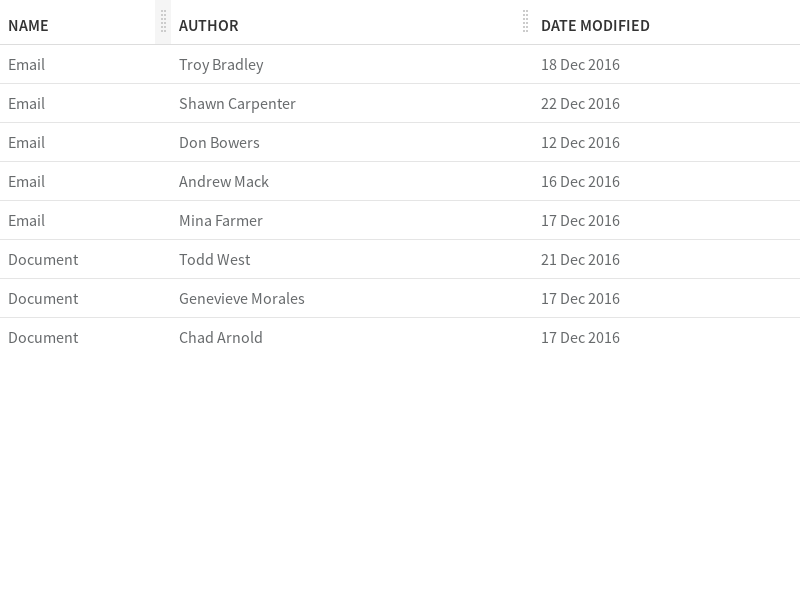 NAME AUTHOR DATE MODIFIED
Email Troy Bradley 18 Dec 2016
Email Shawn Carpenter 22 Dec 2016
Email Don Bowers 12 Dec 2016
Email Andrew Mack 16 Dec 2016
Email Mina Farmer 17 Dec 2016
Document Todd West 21 Dec 2016
Document Genevieve Morales 17 Dec 2016
Document Chad Arnold 17 Dec 2016